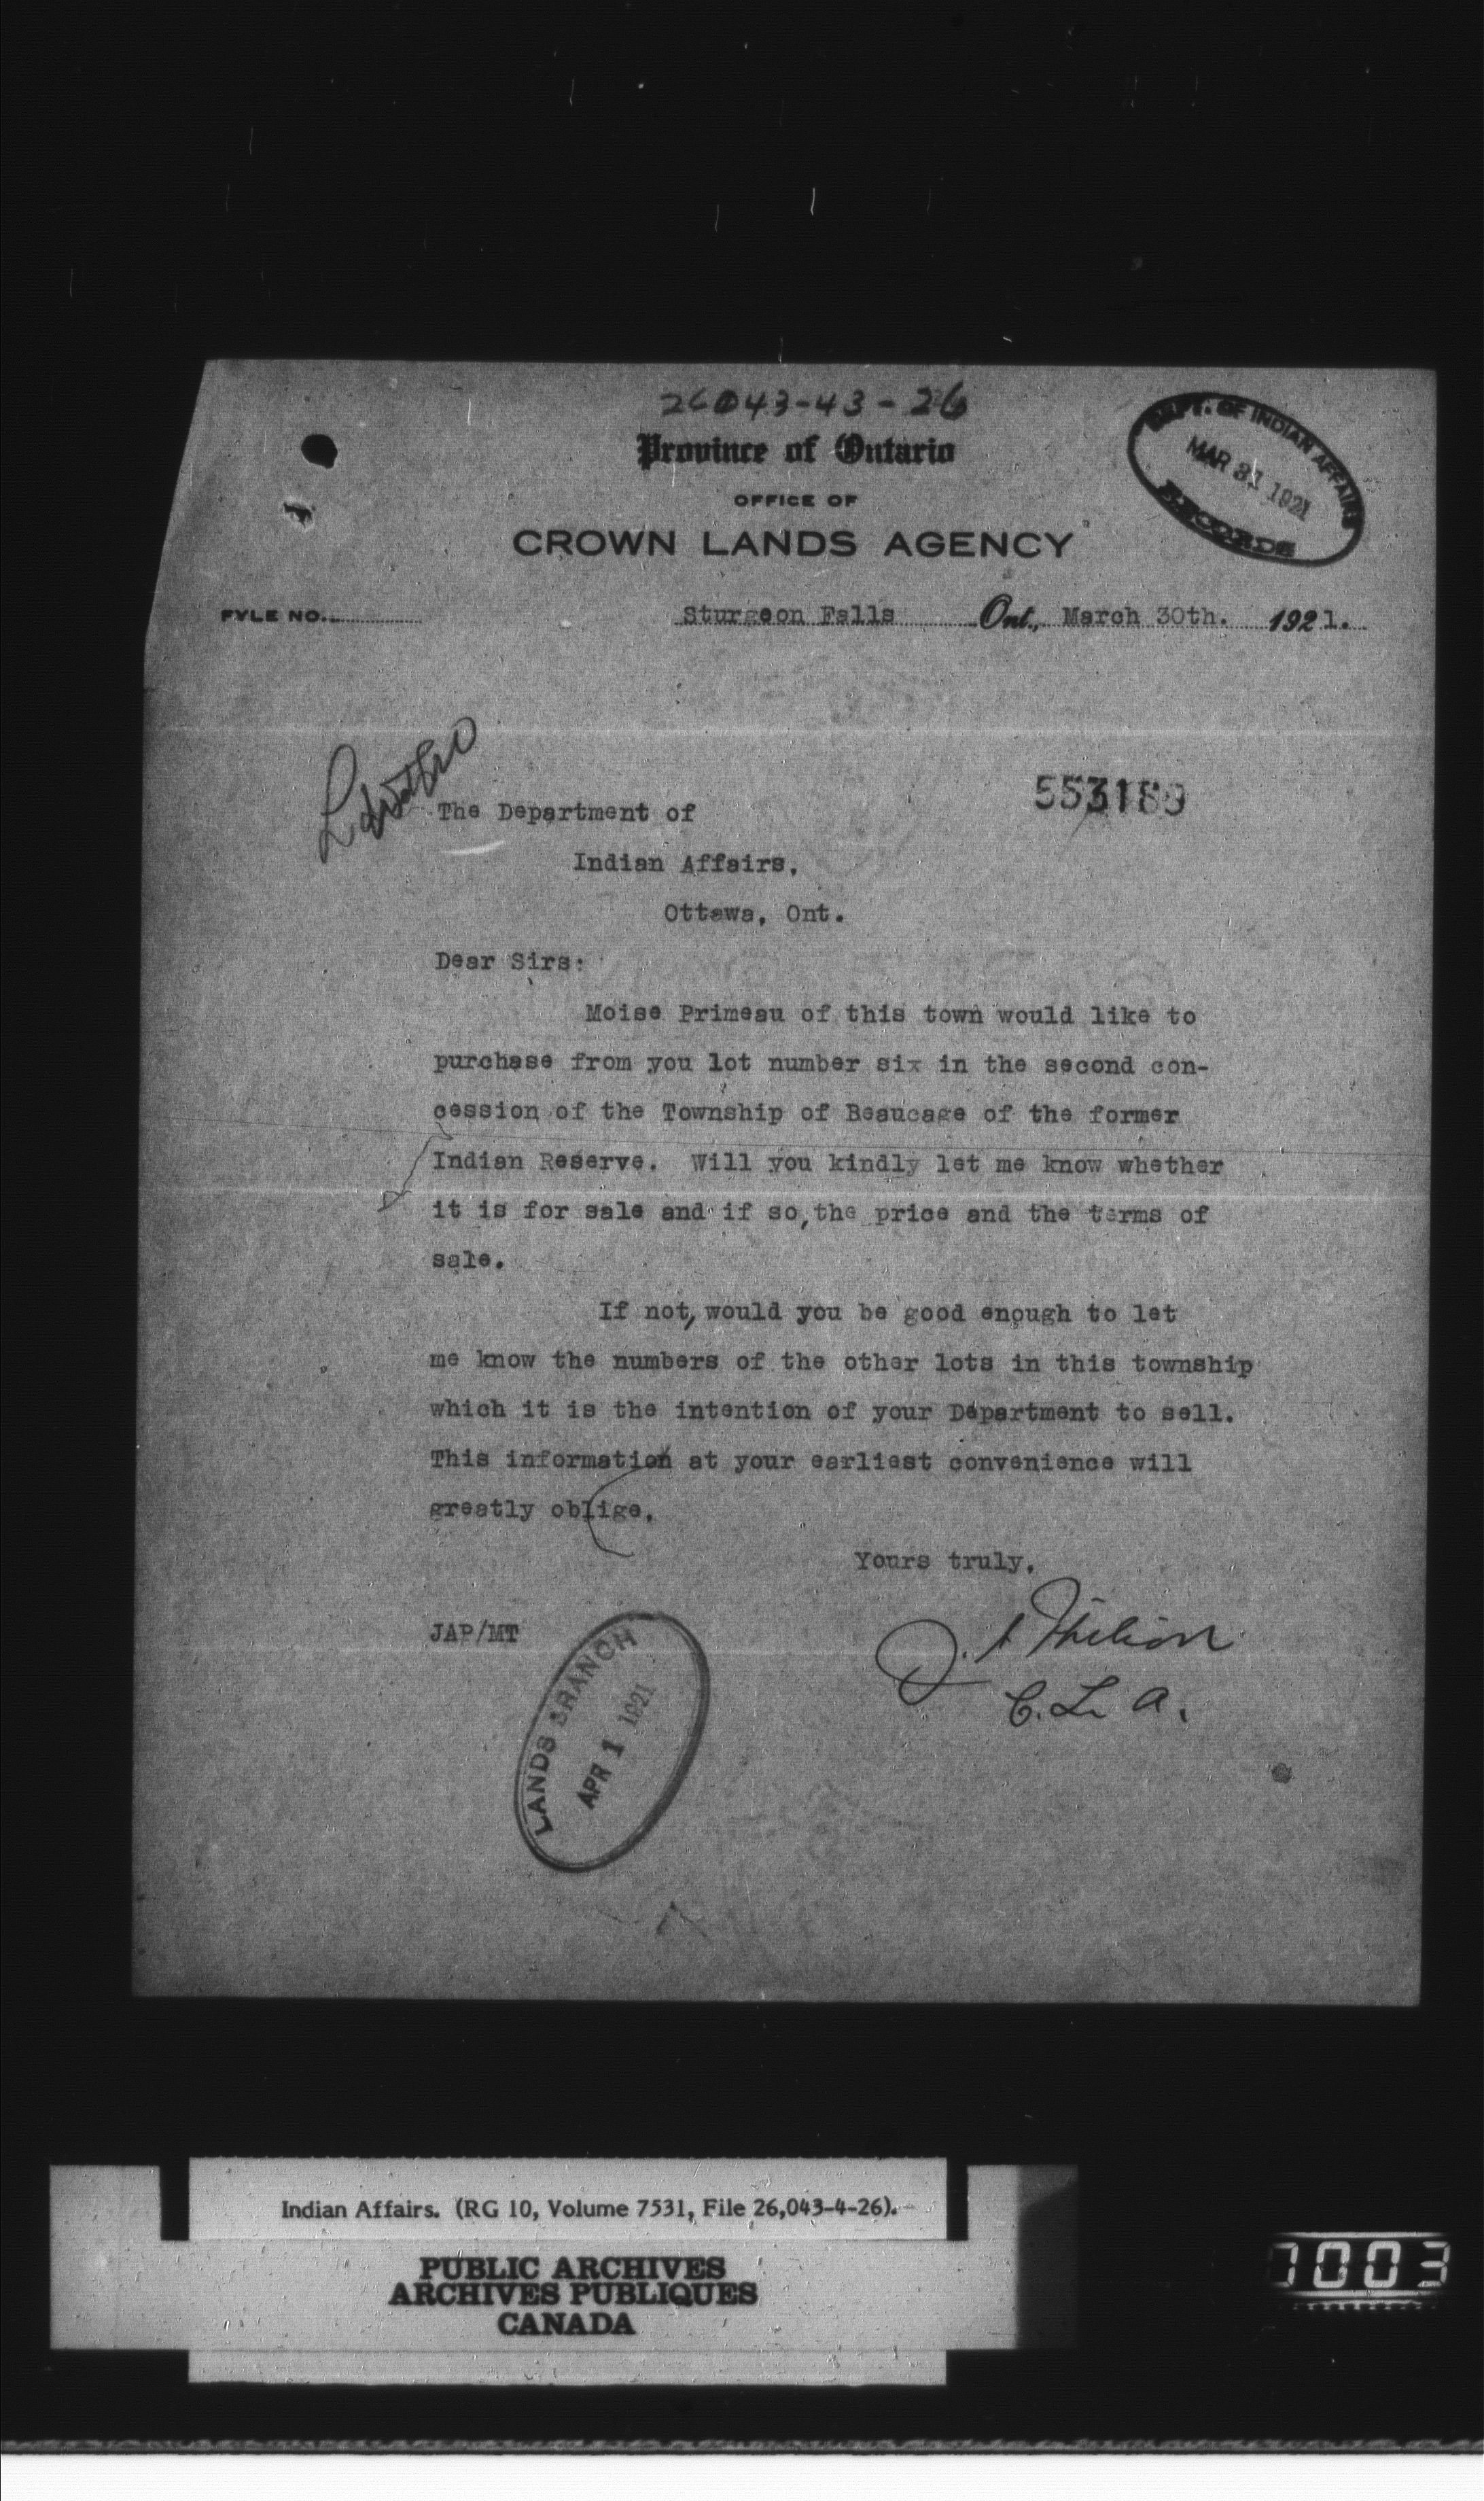 26043-43-26
Province of Ontario
OFFICE OF
CROWN LANDS AGENCY
DEPT. OF INDIAN AFFAIRS
MAR 31 1921
RECORDS
FYLE NO.
Sturgeon Falls Ont., March 30th. 1921.
553189
The Department of
Indian Affairs,
Ottawa, Ont.
Dear Sirs:
Moise Primeau of this town would like to
purchase from you lot number six in the second con-
cession of the Township of Beaucage of the former
Indian Reserve. Will you kindly let me know whether
it is for sale and if so, the price and the terms of
sale.
If not, would you be good enough to let
me know the numbers of the other lots in this township
which it is the intention of your Department to sell.
This information at your earliest convenience will
greatly oblige,
Yours truly,
JAP/MT
C. L. A.
LANDS BRANCH
APR 1 1921
Indian Affairs. (RG 10, Volume 7531, File 26,043-4-26).
PUBLIC ARCHIVES
ARCHIVES PUBLIQUES
CANADA
1003